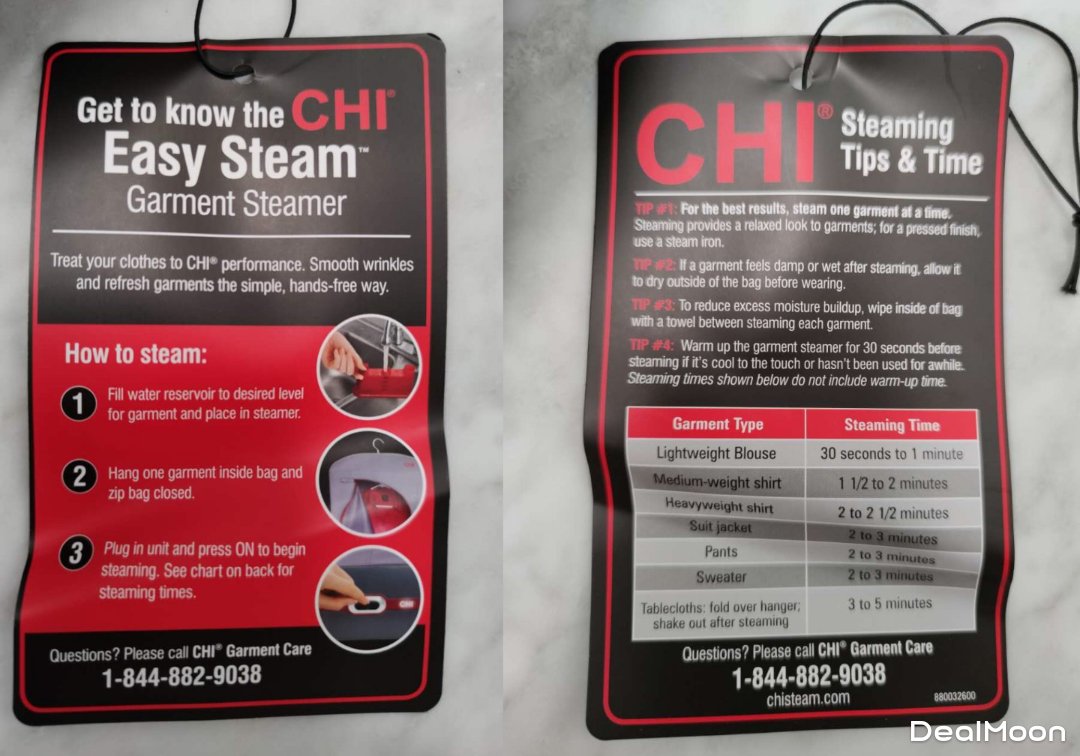 Get to know the CHI®
Easy Steam™
Garment Steamer
Treat your clothes to CHI® performance. Smooth wrinkles
and refresh garments the simple, hands-free way.
How to steam:
1 Fill water reservoir to desired level
for garment and place in steamer.
2 Hang one garment inside bag and
zip bag closed.
3 Plug in unit and press ON to begin
steaming. See chart on back for
steaming times.
Questions? Please call CHI® Garment Care
1-844-882-9038
CHI® Steaming
Tips & Time
TIP #1: For the best results, steam one garment at a time.
Steaming provides a relaxed look to garments; for a pressed finish,
use a steam iron.
TIP #2: If a garment feels damp or wet after steaming, allow it
to dry outside of the bag before wearing.
TIP #3: To reduce excess moisture buildup, wipe inside of bag
with a towel between steaming each garment.
TIP #4: Warm up the garment steamer for 30 seconds before
steaming if it's cool to the touch or hasn't been used for awhile.
Steaming times shown below do not include warm-up time.
Garment Type Steaming Time
Lightweight Blouse 30 seconds to 1 minute
Medium-weight shirt 1 1/2 to 2 minutes
Heavyweight shirt 2 to 2 1/2 minutes
Suit jacket 2 to 3 minutes
Pants 2 to 3 minutes
Sweater 2 to 3 minutes
Tablecloths: fold over hanger; 3 to 5 minutes
shake out after steaming
Questions? Please call CHI® Garment Care
1-844-882-9038
chisteam.com
880032600
DealMoon